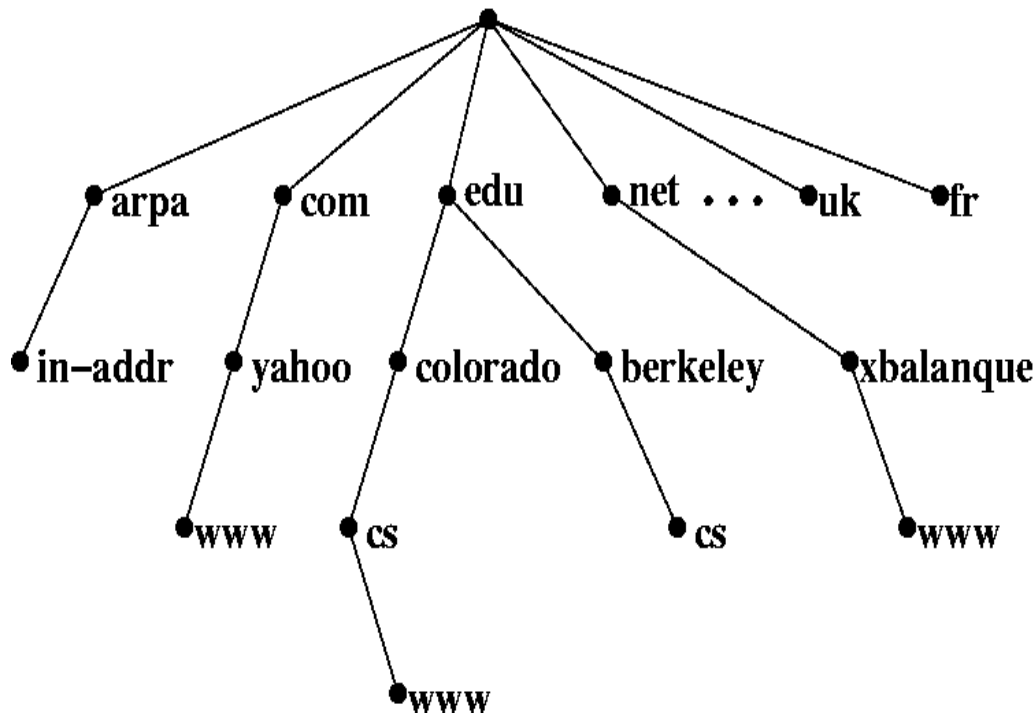 arpa com edu net ... uk fr
in-addr yahoo colorado berkeley xbalanque
www cs cs www
www